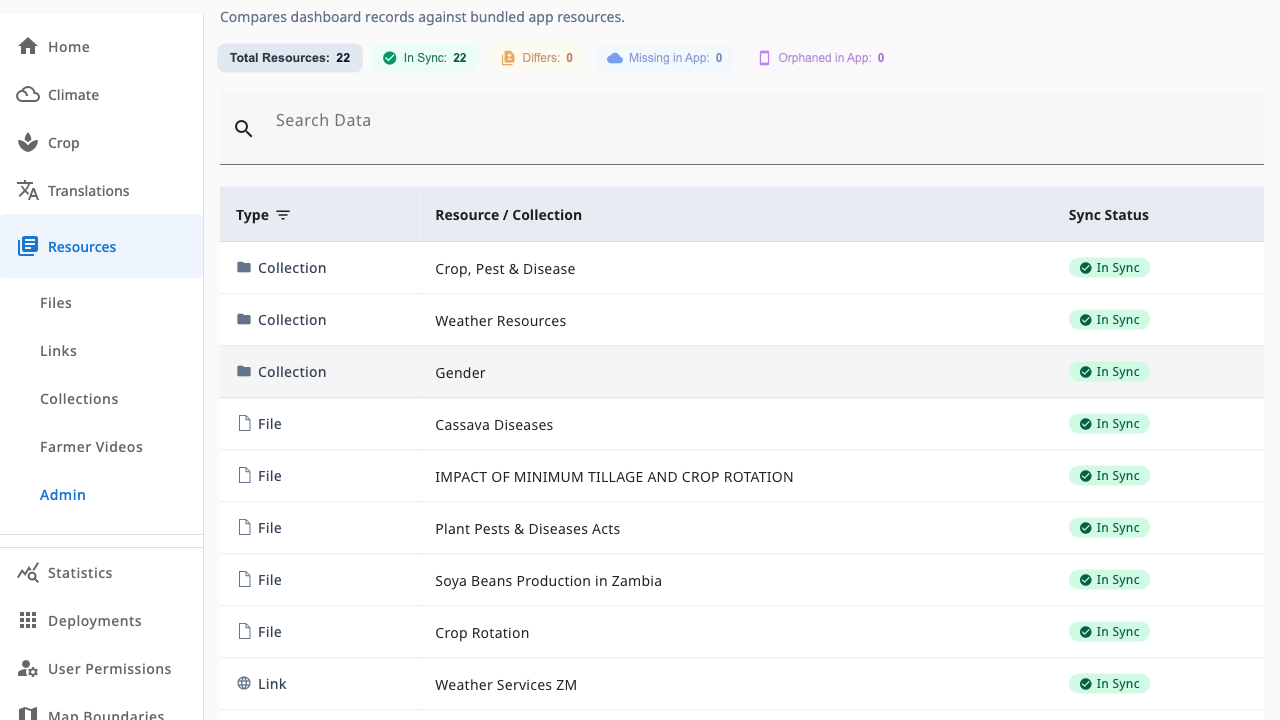 Compares dashboard records against bundled app resources.
Total Resources: 22
In Sync: 22
Differs: 0
Missing in App: 0
Orphaned in App: 0
Search Data
Home
Climate
Crop
Translations
Resources
Files
Links
Collections
Farmer Videos
Admin
Statistics
Deployments
User Permissions
Map Boundaries
Type Resource / Collection Sync Status
Collection Crop, Pest & Disease In Sync
Collection Weather Resources In Sync
Collection Gender In Sync
File Cassava Diseases In Sync
File IMPACT OF MINIMUM TILLAGE AND CROP ROTATION In Sync
File Plant Pests & Diseases Acts In Sync
File Soya Beans Production in Zambia In Sync
File Crop Rotation In Sync
Link Weather Services ZM In Sync